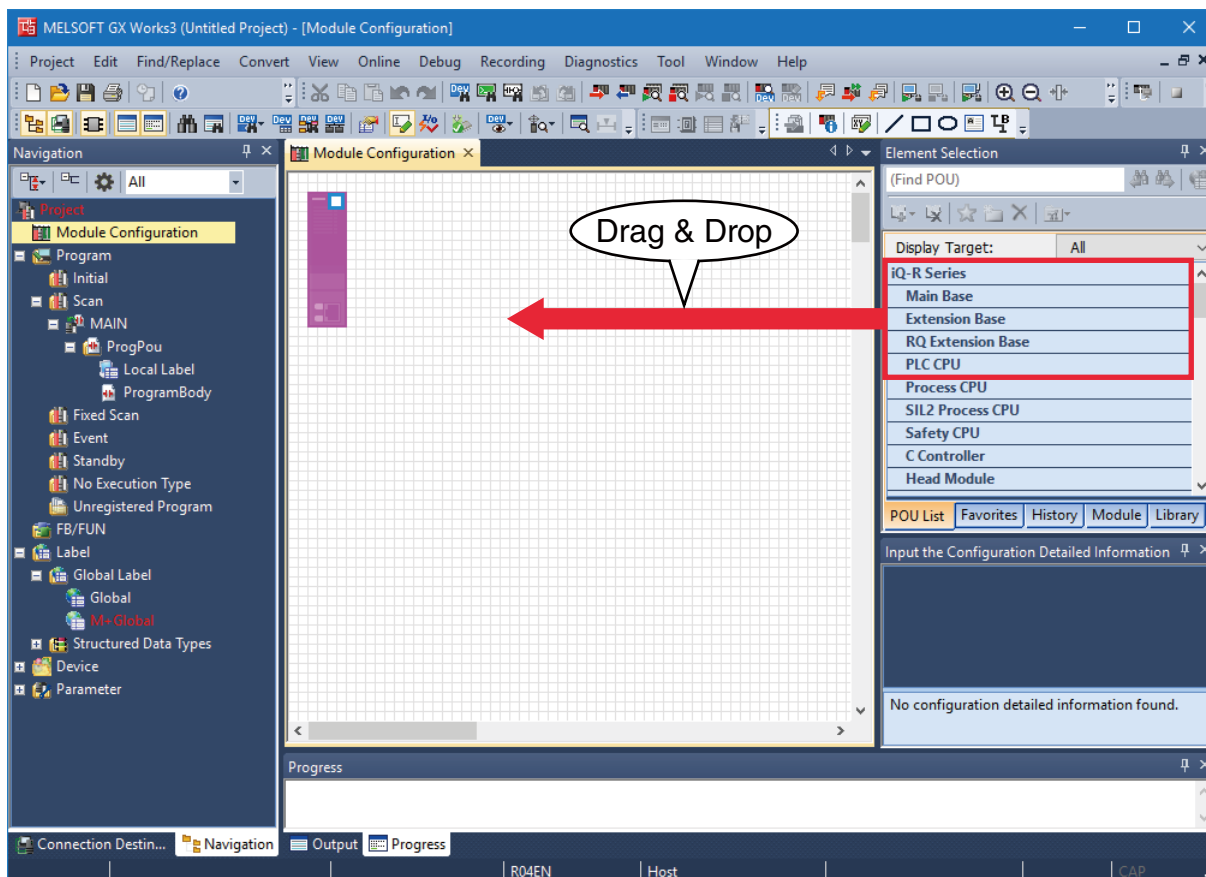 MELSOFT GX Works3 (Untitled Project) - [Module Configuration]
Project Edit Find/Replace Convert View Online Debug Recording Diagnostics Tool Window Help
Navigation
All
Project
Module Configuration
Program
Initial
Scan
MAIN
ProgPou
Local Label
ProgramBody
Fixed Scan
Event
Standby
No Execution Type
Unregistered Program
FB/FUN
Label
Global Label
Global
M+Global
Structured Data Types
Device
Parameter
Connection Destin... Navigation
Module Configuration
Drag & Drop
Element Selection
(Find POU)
Display Target: All
iQ-R Series
Main Base
Extension Base
RQ Extension Base
PLC CPU
Process CPU
SIL2 Process CPU
Safety CPU
C Controller
Head Module
POU List Favorites History Module Library
Input the Configuration Detailed Information
No configuration detailed information found.
Progress
Output Progress
R04EN Host CAP